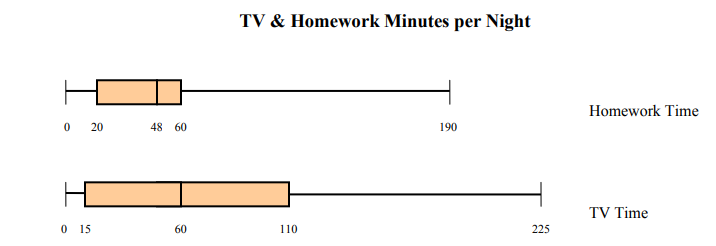 TV & Homework Minutes per Night
Homework Time
0 20 48 60 190
TV Time
0 15 60 110 225